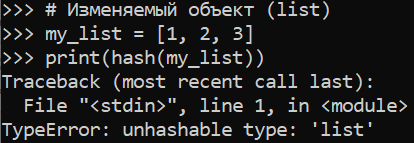 >>> # Изменяемый объект (list)
>>> my_list = [1, 2, 3]
>>> print(hash(my_list))
Traceback (most recent call last):
  File "<stdin>", line 1, in <module>
TypeError: unhashable type: 'list'